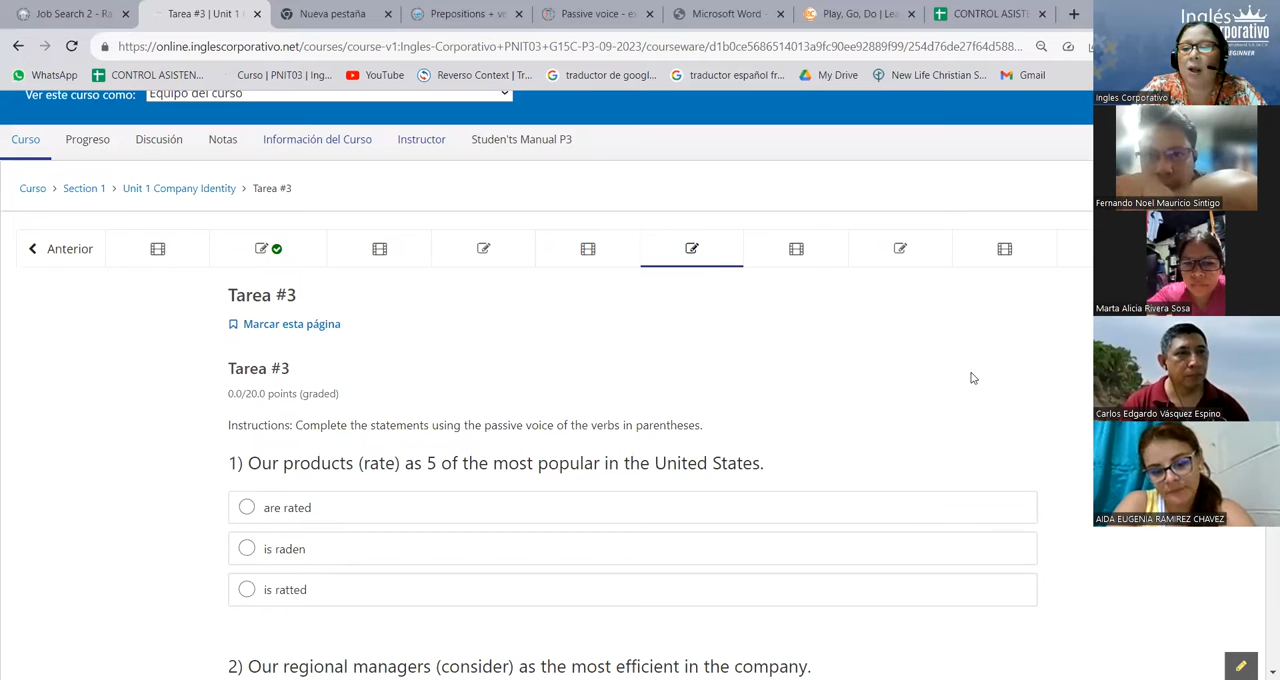 Job Search 2 - Ra
Tarea #3 | Unit 1
Nueva pestaña
Prepositions + ve
Passive voice - ex
Microsoft Word -
Play, Go, Do | Lea
CONTROL ASISTE
https://online.inglescorporativo.net/courses/course-v1:Ingles-Corporativo+PNIT03+G15C-P3-09-2023/courseware/d1b0ce5686514013a9fc90ee92889f99/254d76de27f64d588...
WhatsApp
CONTROL ASISTEN...
Curso | PNIT03 | Ing...
YouTube
Reverso Context | Tr...
traductor de googl...
traductor español fr...
My Drive
New Life Christian S...
Gmail
Ver este curso como:
Equipo del curso
Curso
Progreso
Discusión
Notas
Información del Curso
Instructor
Studen'ts Manual P3
Curso > Section 1 > Unit 1 Company Identity > Tarea #3
Anterior
Tarea #3
Marcar esta página
Tarea #3
0.0/20.0 points (graded)
Instructions: Complete the statements using the passive voice of the verbs in parentheses.
1) Our products (rate) as 5 of the most popular in the United States.
are rated
is raden
is ratted
2) Our regional managers (consider) as the most efficient in the company.
Inglés
Ingles Corporativo
Fernando Noel Mauricio Sintigo
Marta Alicia Rivera Sosa
Carlos Edgardo Vásquez Espino
AIDA EUGENIA RAMIREZ CHAVEZ